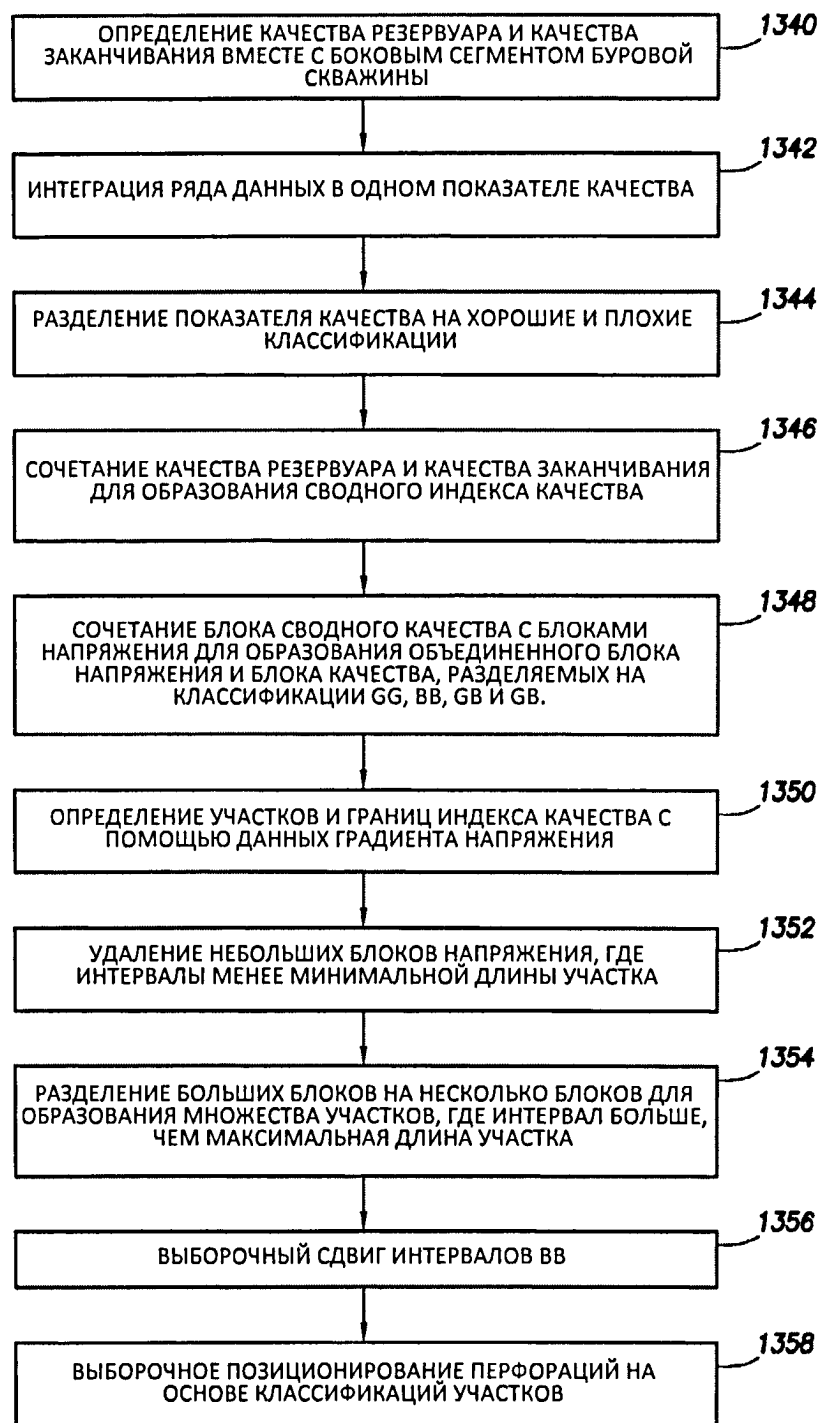 1340
ОПРЕДЕЛЕНИЕ КАЧЕСТВА РЕЗЕРВУАРА И КАЧЕСТВА
ЗАКАНЧИВАНИЯ ВМЕСТЕ С БОКОВЫМ СЕГМЕНТОМ БУРОВОЙ
СКВАЖИНЫ
1342
ИНТЕГРАЦИЯ РЯДА ДАННЫХ В ОДНОМ ПОКАЗАТЕЛЕ КАЧЕСТВА
1344
РАЗДЕЛЕНИЕ ПОКАЗАТЕЛЯ КАЧЕСТВА НА ХОРОШИЕ И ПЛОХИЕ
КЛАССИФИКАЦИИ
1346
СОЧЕТАНИЕ КАЧЕСТВА РЕЗЕРВУАРА И КАЧЕСТВА ЗАКАНЧИВАНИЯ
ДЛЯ ОБРАЗОВАНИЯ СВОДНОГО ИНДЕКСА КАЧЕСТВА
1348
СОЧЕТАНИЕ БЛОКА СВОДНОГО КАЧЕСТВА С БЛОКАМИ
НАПРЯЖЕНИЯ ДЛЯ ОБРАЗОВАНИЯ ОБЪЕДИНЕННОГО БЛОКА
НАПРЯЖЕНИЯ И БЛОКА КАЧЕСТВА, РАЗДЕЛЯЕМЫХ НА
КЛАССИФИКАЦИИ GG, BB, GB И GB.
1350
ОПРЕДЕЛЕНИЕ УЧАСТКОВ И ГРАНИЦ ИНДЕКСА КАЧЕСТВА С
ПОМОЩЬЮ ДАННЫХ ГРАДИЕНТА НАПРЯЖЕНИЯ
1352
УДАЛЕНИЕ НЕБОЛЬШИХ БЛОКОВ НАПРЯЖЕНИЯ, ГДЕ
ИНТЕРВАЛЫ МЕНЕЕ МИНИМАЛЬНОЙ ДЛИНЫ УЧАСТКА
1354
РАЗДЕЛЕНИЕ БОЛЬШИХ БЛОКОВ НА НЕСКОЛЬКО БЛОКОВ ДЛЯ
ОБРАЗОВАНИЯ МНОЖЕСТВА УЧАСТКОВ, ГДЕ ИНТЕРВАЛ БОЛЬШЕ,
ЧЕМ МАКСИМАЛЬНАЯ ДЛИНА УЧАСТКА
1356
ВЫБОРОЧНЫЙ СДВИГ ИНТЕРВАЛОВ BB
1358
ВЫБОРОЧНОЕ ПОЗИЦИОНИРОВАНИЕ ПЕРФОРАЦИЙ НА
ОСНОВЕ КЛАССИФИКАЦИЙ УЧАСТКОВ